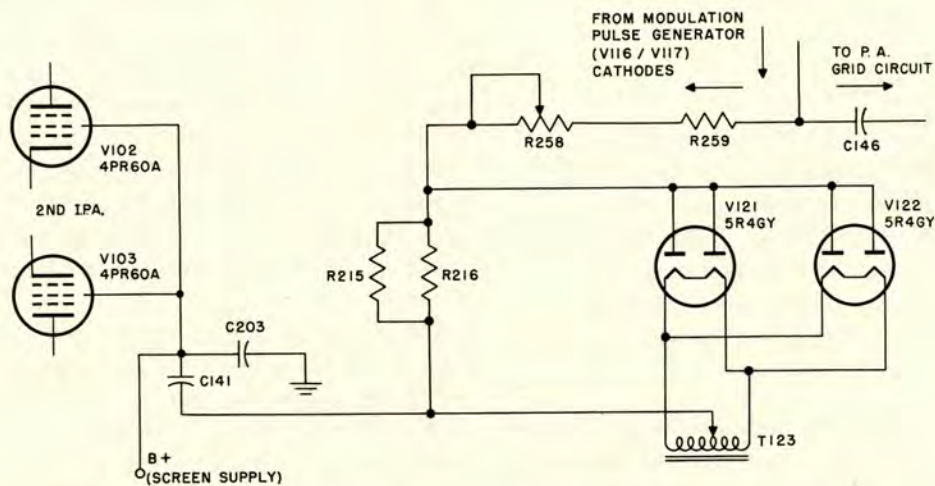 FROM MODULATION
PULSE GENERATOR
(V116 / V117)
CATHODES
TO P. A.
GRID CIRCUIT
V102
4PR60A
R258
R259
C146
2ND I.P.A.
V121
5R4GY
V122
5R4GY
V103
4PR60A
R215
R216
C203
C141
T123
B+
(SCREEN SUPPLY)